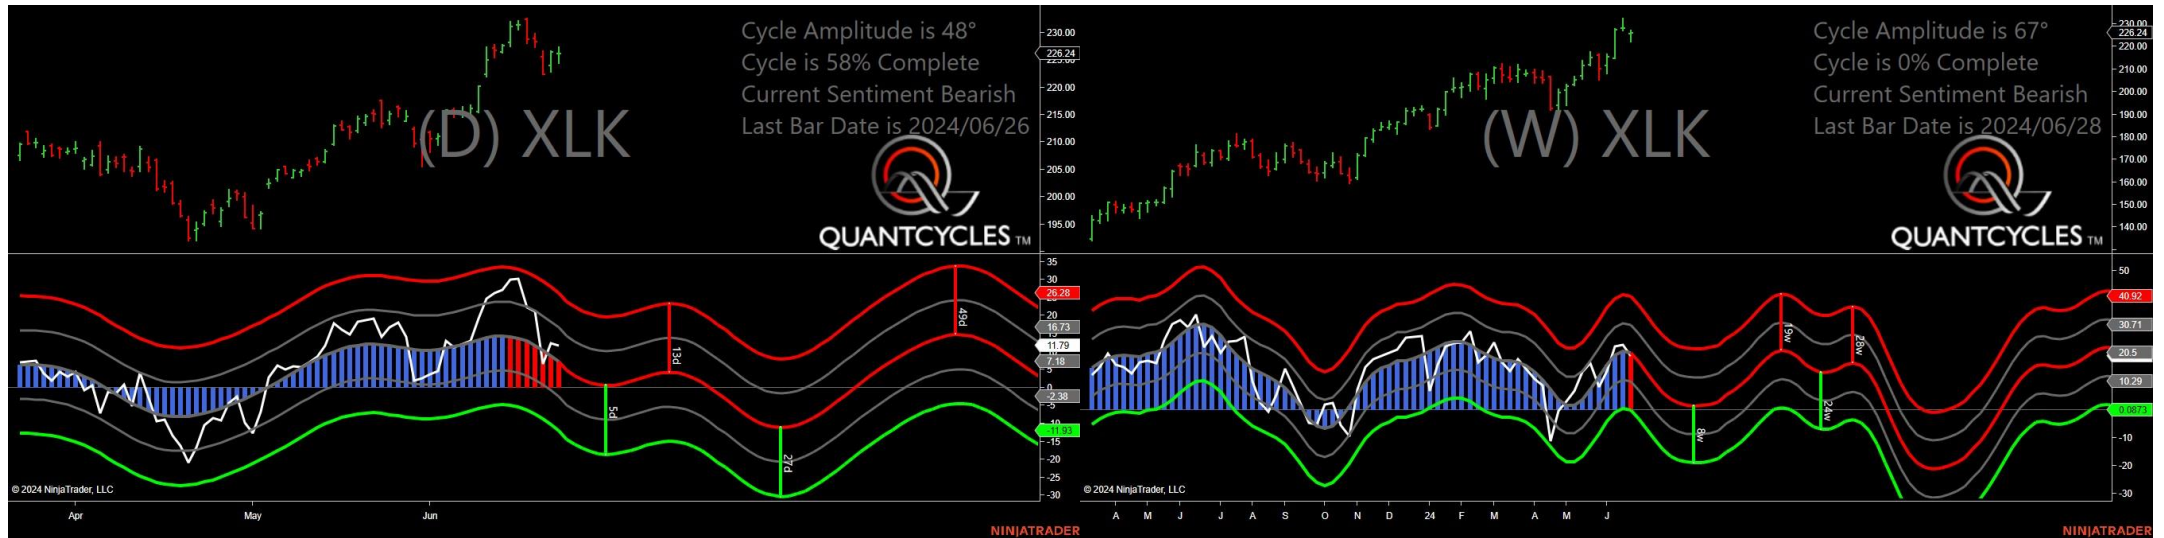 Cycle Amplitude is 48°
Cycle is 58% Complete
Current Sentiment Bearish
Last Bar Date is 2024/06/26
(D) XLK
QUANTCYCLES TM
230.00
226.24
225.00
220.00
215.00
210.00
205.00
200.00
195.00
35
30
26.28
20
16.73
11.79
7.18
5
0
-2.38
-5
-11.93
-15
-20
-25
-30
5d
13d
27d
49d
© 2024 NinjaTrader, LLC
Apr
May
Jun
NINJATRADER
Cycle Amplitude is 67°
Cycle is 0% Complete
Current Sentiment Bearish
Last Bar Date is 2024/06/28
(W) XLK
QUANTCYCLES TM
230.00
226.24
220.00
210.00
200.00
190.00
180.00
170.00
160.00
150.00
140.00
50
40.92
30.71
20.5
10.29
0.0873
-10
-20
-30
8w
19w
24w
28w
© 2024 NinjaTrader, LLC
A M J J A S O N D 24 F M A M J
NINJATRADER